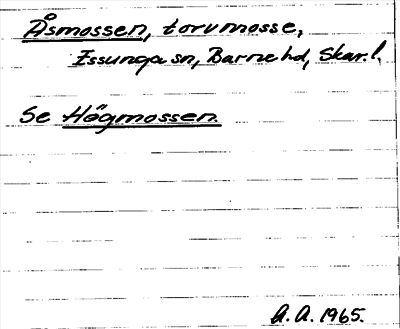 Åsmossen, torvmosse,
Essunga sn, Barne hd, Skar. l.
Se Högmossen.
A. A. 1965.